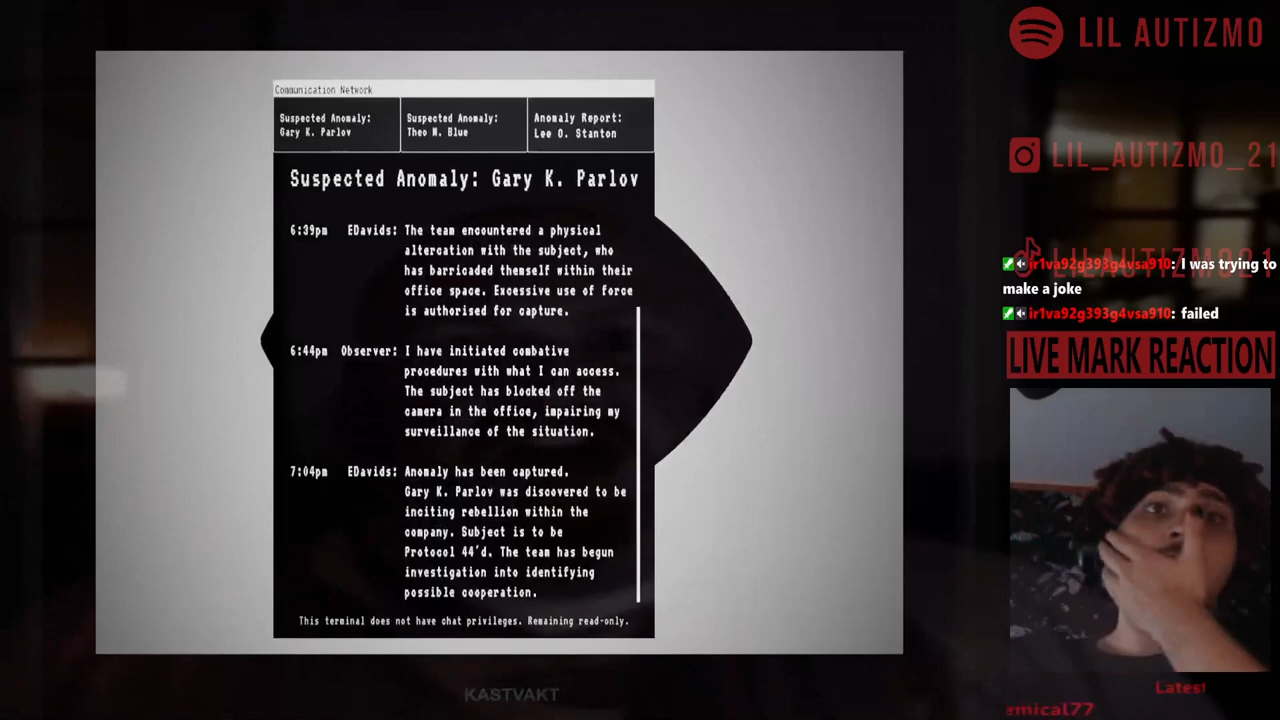 LIL AUTIZMO
Communication Network
Suspected Anomaly:
Gary K. Parlov
Suspected Anomaly:
Theo N. Blue
Anomaly Report:
Lee O. Stanton
Suspected Anomaly: Gary K. Parlov
LIL_AUTIZMO_21
6:39pm EDavids: The team encountered a physical
altercation with the subject, who
has barricaded themself within their
office space. Excessive use of force
is authorised for capture.
LILAUTIZMO21
ir1va92g393g4vsa910: I was trying to
make a joke
ir1va92g393g4vsa910: failed
LIVE MARK REACTION
6:44pm Observer: I have initiated combative
procedures with what I can access.
The subject has blocked off the
camera in the office, impairing my
surveillance of the situation.
7:04pm EDavids: Anomaly has been captured.
Gary K. Parlov was discovered to be
inciting rebellion within the
company. Subject is to be
Protocol 44'd. The team has begun
investigation into identifying
possible cooperation.
This terminal does not have chat privileges. Remaining read-only.
KASTVAKT
Latest
emical77